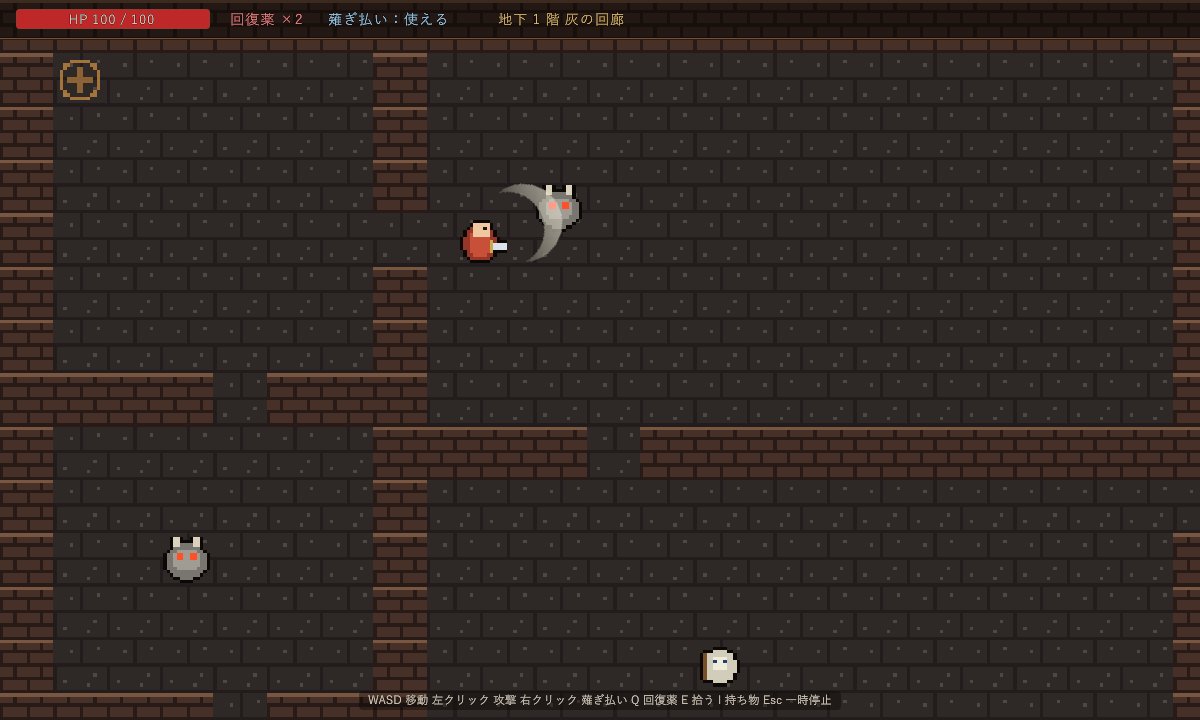 HP 100 / 100 回復薬 ×2 薙ぎ払い：使える 地下 1 階 灰の回廊
WASD 移動 左クリック 攻撃 右クリック 薙ぎ払い Q 回復薬 E 拾う I 持ち物 Esc 一時停止